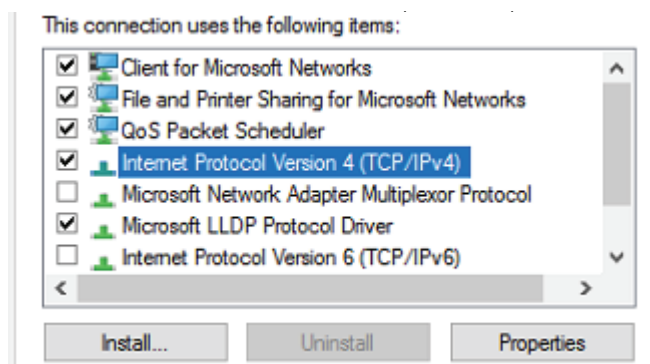 This connection uses the following items:
Client for Microsoft Networks
File and Printer Sharing for Microsoft Networks
QoS Packet Scheduler
Internet Protocol Version 4 (TCP/IPv4)
Microsoft Network Adapter Multiplexor Protocol
Microsoft LLDP Protocol Driver
Internet Protocol Version 6 (TCP/IPv6)
Install... Uninstall Properties